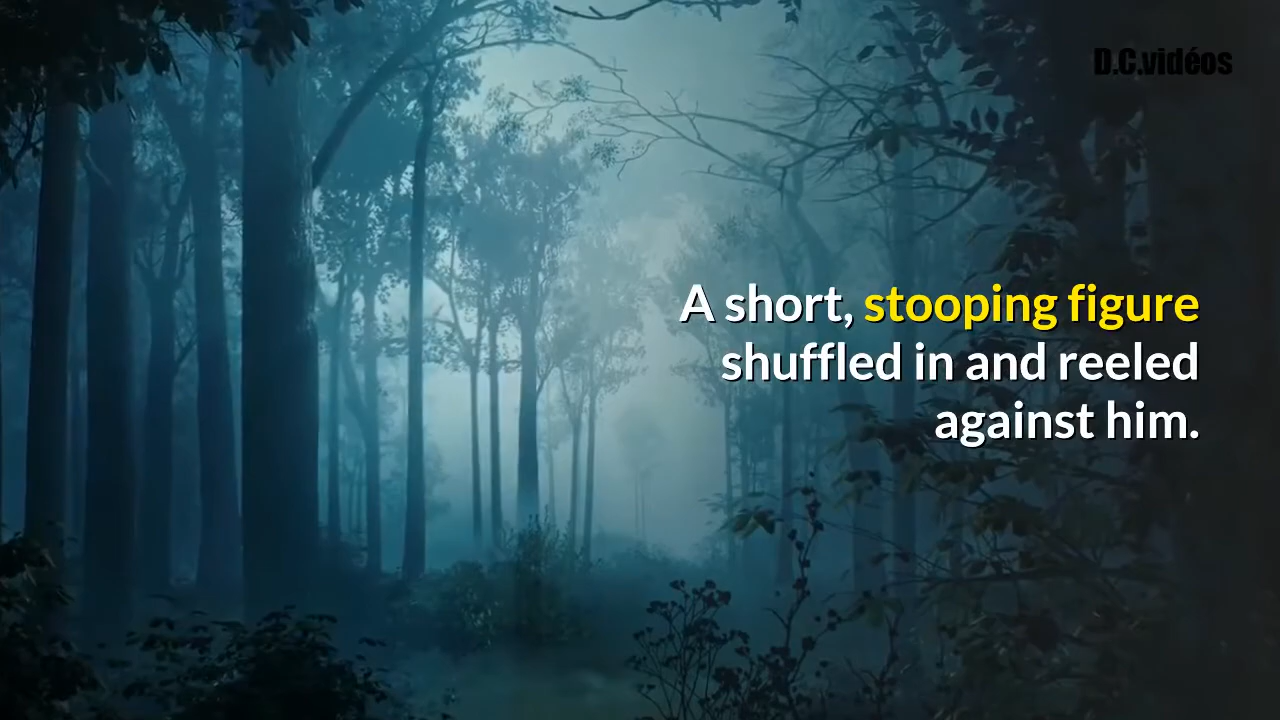 D.C.vidéos
A short, stooping figure
shuffled in and reeled
against him.